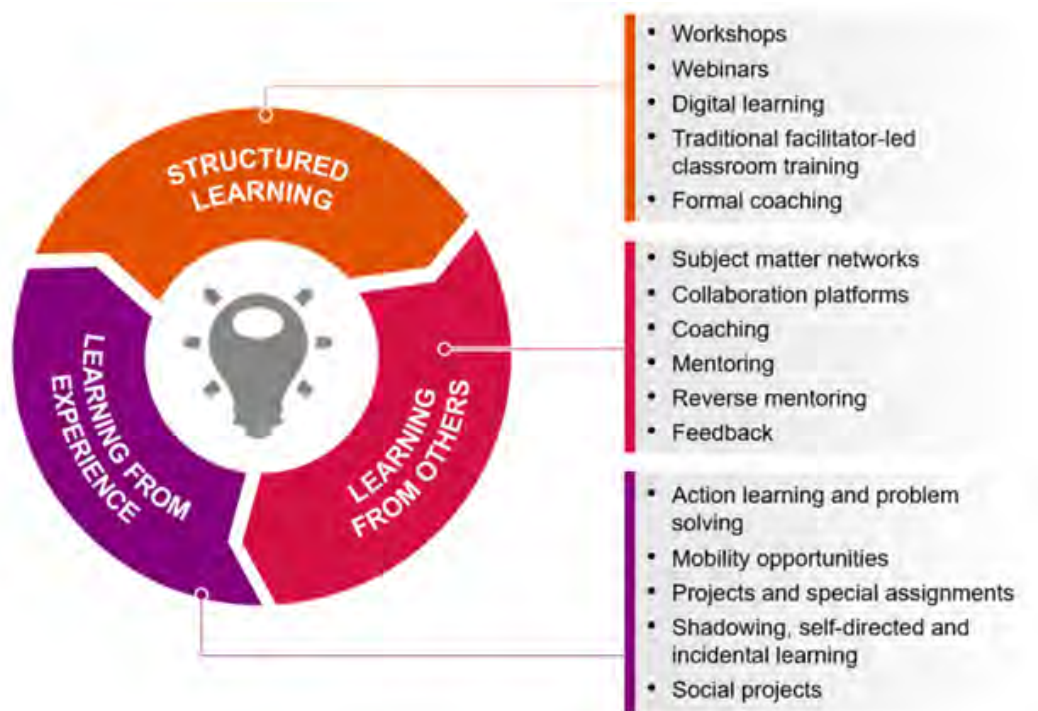 STRUCTURED
LEARNING
LEARNING
FROM OTHERS
LEARNING FROM
EXPERIENCE
• Workshops
• Webinars
• Digital learning
• Traditional facilitator-led
classroom training
• Formal coaching
• Subject matter networks
• Collaboration platforms
• Coaching
• Mentoring
• Reverse mentoring
• Feedback
• Action learning and problem
solving
• Mobility opportunities
• Projects and special assignments
• Shadowing, self-directed and
incidental learning
• Social projects